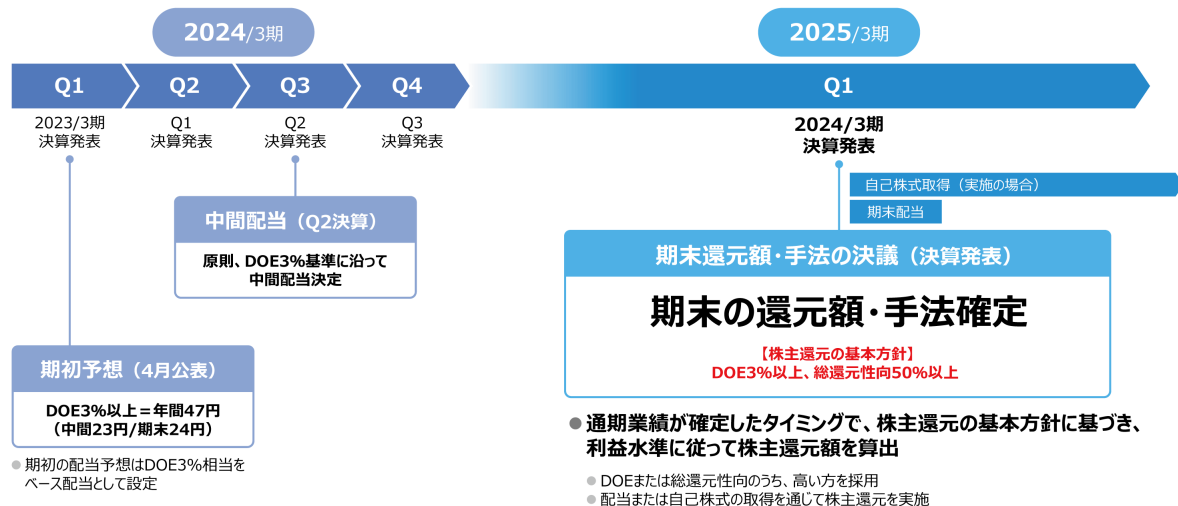 2024/3期
2025/3期
Q1
Q2
Q3
Q4
Q1
2023/3期
決算発表
Q1
決算発表
Q2
決算発表
Q3
決算発表
2024/3期
決算発表
自己株式取得（実施の場合）
期末配当
中間配当（Q2決算）
原則、DOE3%基準に沿って
中間配当決定
期末還元額・手法の決議（決算発表）
期末の還元額・手法確定
【株主還元の基本方針】
DOE3%以上、総還元性向50%以上
期初予想（4月公表）
DOE3%以上＝年間47円
（中間23円/期末24円）
● 期初の配当予想はDOE3%相当を
ベース配当として設定
● 通期業績が確定したタイミングで、株主還元の基本方針に基づき、
利益水準に従って株主還元額を算出
● DOEまたは総還元性向のうち、高い方を採用
● 配当または自己株式の取得を通じて株主還元を実施